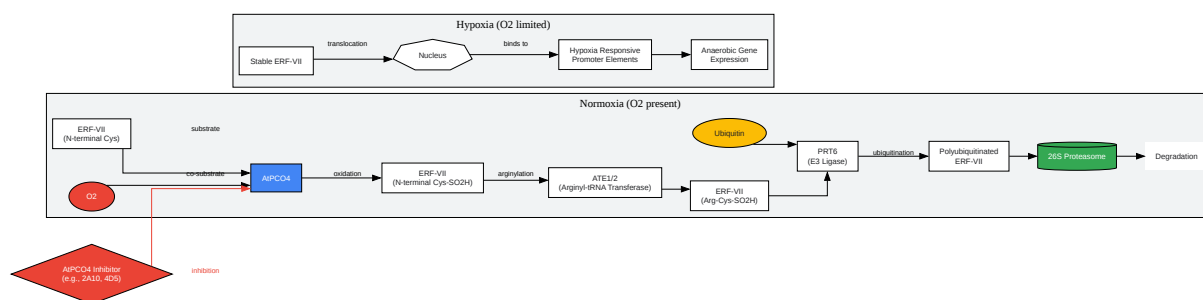 Hypoxia (O2 limited)
Stable ERF-VII
translocation
Nucleus
binds to
Hypoxia Responsive
Promoter Elements
Anaerobic Gene
Expression
Normoxia (O2 present)
ERF-VII
(N-terminal Cys)
substrate
O2
co-substrate
AtPCO4
oxidation
ERF-VII
(N-terminal Cys-SO2H)
arginylation
ATE1/2
(Arginyl-tRNA Transferase)
ERF-VII
(Arg-Cys-SO2H)
Ubiquitin
PRT6
(E3 Ligase)
ubiquitination
Polyubiquitinated
ERF-VII
26S Proteasome
Degradation
AtPCO4 Inhibitor
(e.g., 2A10, 4D5)
inhibition